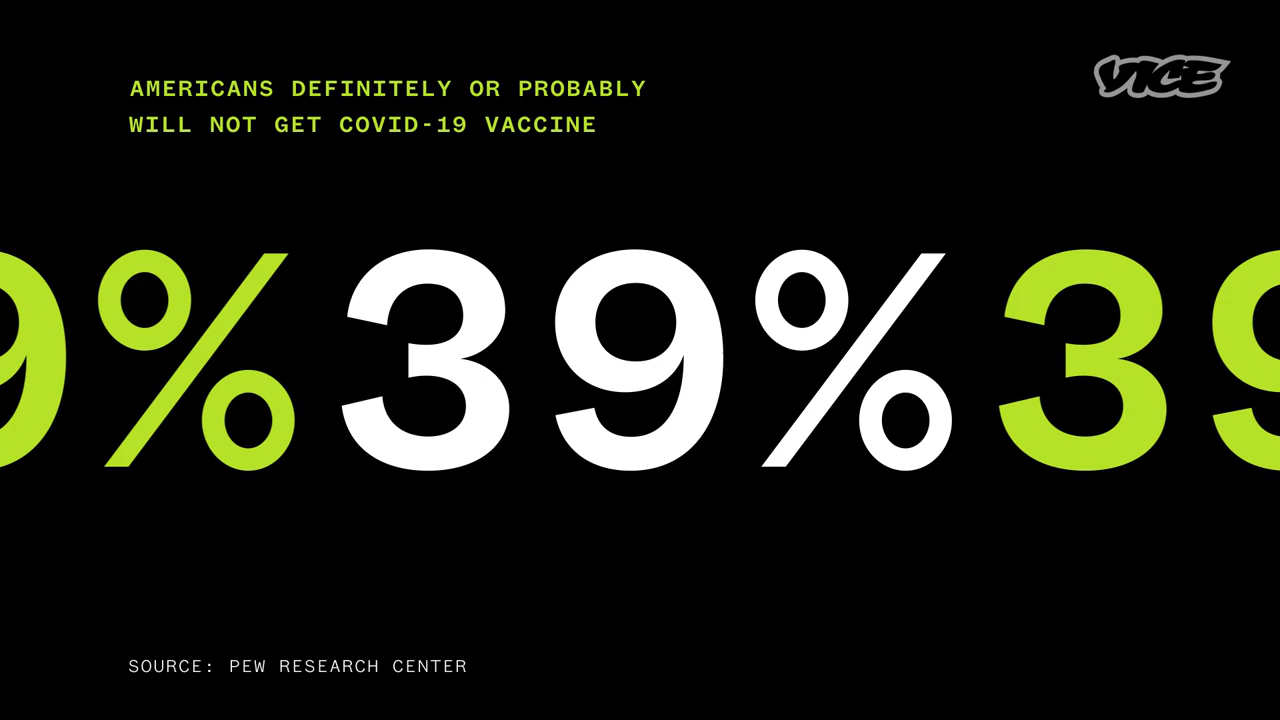 AMERICANS DEFINITELY OR PROBABLY
WILL NOT GET COVID-19 VACCINE
VICE
9% 39% 39
SOURCE: PEW RESEARCH CENTER